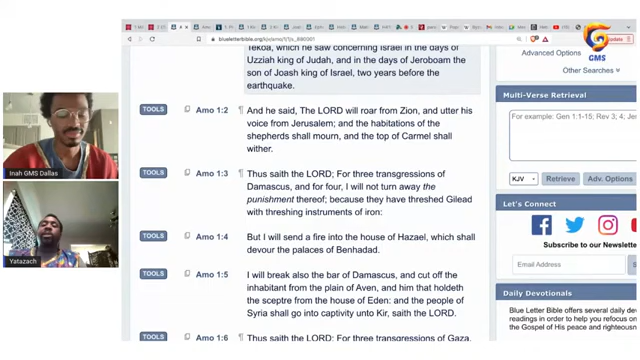 blueletterbible.org/kjv/amo/1/1/s_880001
GMS
Tekoa, which he saw concerning Israel in the days of
Uzziah king of Judah, and in the days of Jeroboam the
son of Joash king of Israel, two years before the
earthquake.
TOOLS Amo 1:2 ¶ And he said, The LORD will roar from Zion, and utter his
voice from Jerusalem; and the habitations of the
shepherds shall mourn, and the top of Carmel shall
wither.
TOOLS Amo 1:3 ¶ Thus saith the LORD; For three transgressions of
Damascus, and for four, I will not turn away the
punishment thereof; because they have threshed Gilead
with threshing instruments of iron:
TOOLS Amo 1:4 But I will send a fire into the house of Hazael, which shall
devour the palaces of Benhadad.
TOOLS Amo 1:5 I will break also the bar of Damascus, and cut off the
inhabitant from the plain of Aven, and him that holdeth
the sceptre from the house of Eden: and the people of
Syria shall go into captivity unto Kir, saith the LORD.
TOOLS Amo 1:6 ¶ Thus saith the LORD; For three transgressions of Gaza,
Advanced Options
Other Searches
Multi-Verse Retrieval
For example: Gen 1:1-15; Rev 3; 4; Je
KJV Retrieve Adv. Options
Let's Connect
Subscribe to our Newslette
Email Address
Daily Devotionals
Blue Letter Bible offers several daily devo
readings in order to help you refocus on
the Gospel of His peace and righteous
Inah GMS Dallas
Yatazach